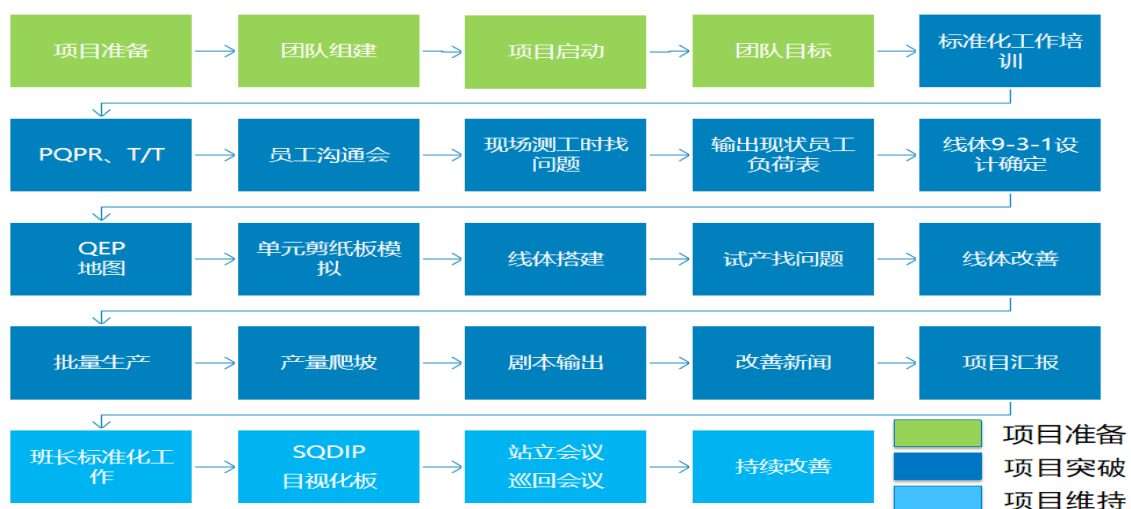 项目准备
团队组建
项目启动
团队目标
标准化工作培
训
PQPR、T/T
员工沟通会
现场测工时找
问题
输出现状员工
负荷表
线体9-3-1设
计确定
QEP
地图
单元剪纸板模
拟
线体搭建
试产找问题
线体改善
批量生产
产量爬坡
剧本输出
改善新闻
项目汇报
班长标准化工
作
SQDIP
目视化板
站立会议
巡回会议
持续改善
项目准备
项目突破
项目维持